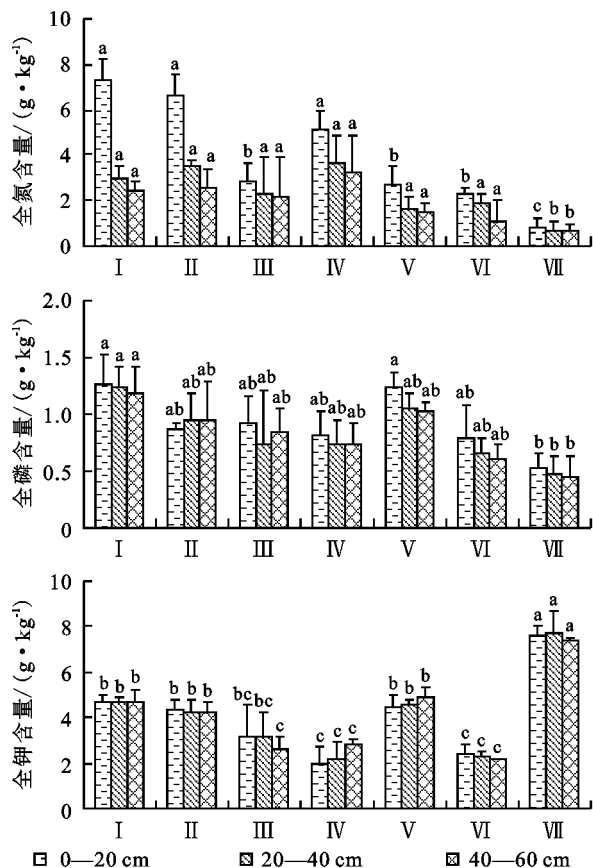 全氮含量/(g·kg⁻¹)
10
8
6
4
2
0
a a a
a a a
b a a
a a a
b a a
b a a
c b b
Ⅰ Ⅱ Ⅲ Ⅳ Ⅴ Ⅵ Ⅶ
全磷含量/(g·kg⁻¹)
2.0
1.5
1.0
0.5
0
a a a
ab ab ab
ab ab ab
ab ab ab
a ab ab
ab ab ab
b b b
Ⅰ Ⅱ Ⅲ Ⅳ Ⅴ Ⅵ Ⅶ
全钾含量/(g·kg⁻¹)
10
8
6
4
2
0
b b b
b b b
bc bc c
c c c
b b b
c c c
a a a
Ⅰ Ⅱ Ⅲ Ⅳ Ⅴ Ⅵ Ⅶ
0—20 cm 20—40 cm 40—60 cm